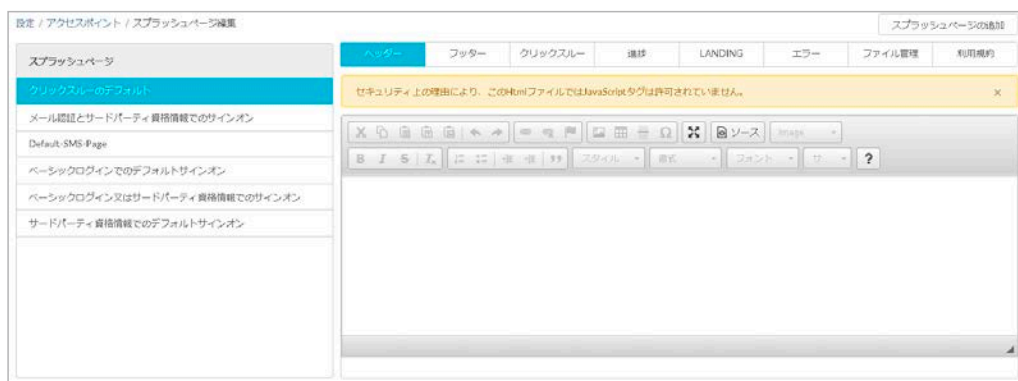 設定 / アクセスポイント / スプラッシュページ編集
スプラッシュページの追加
スプラッシュページ
ヘッダー フッター クリックスルー 進捗 LANDING エラー ファイル管理 利用規約
クリックスルーのデフォルト
セキュリティ上の理由により、このHtmlファイルではJavaScriptタグは許可されていません。 ×
メール認証とサードパーティ資格情報でのサインオン
Default-SMS-Page
ベーシックログインでのデフォルトサインオン
ベーシックログイン又はサードパーティ資格情報でのサインオン
サードパーティ資格情報でのデフォルトサインオン
Ω ソース Image
B I S Tx スタイル 書式 フォント サ... ?